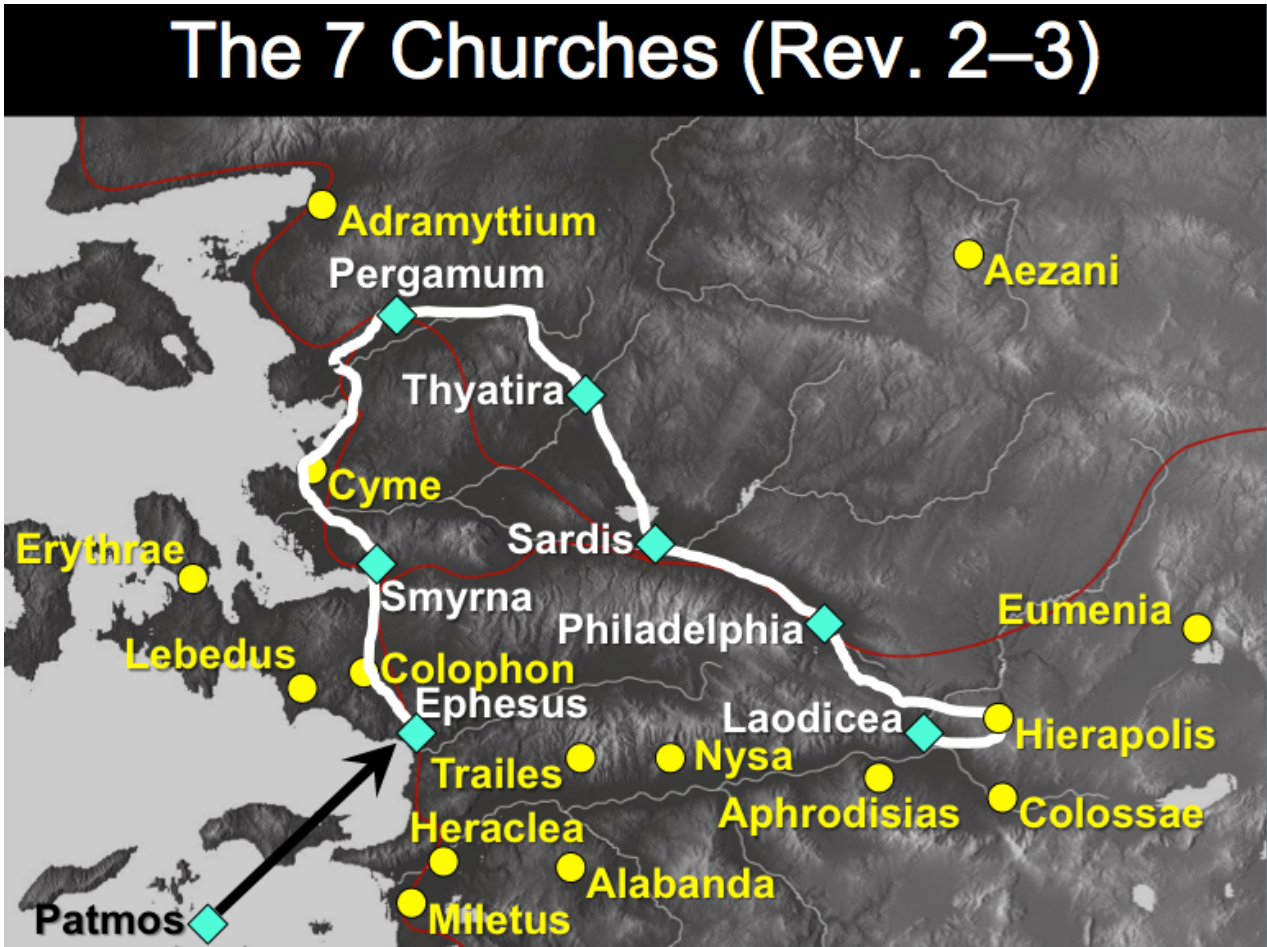 The 7 Churches (Rev. 2–3)
Adramyttium
Aezani
Pergamum
Thyatira
Cyme
Sardis
Erythrae
Smyrna
Eumenia
Philadelphia
Lebedus
Colophon
Ephesus
Laodicea
Hierapolis
Trailes
Nysa
Aphrodisias
Colossae
Heraclea
Alabanda
Patmos
Miletus